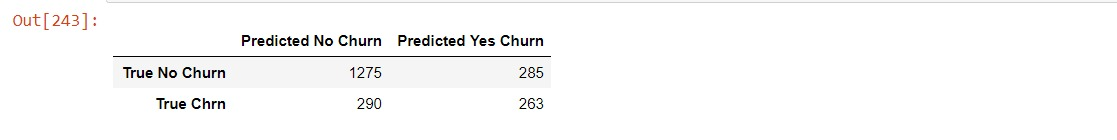 Out[243]:
Predicted No Churn Predicted Yes Churn
True No Churn 1275 285
True Chrn 290 263